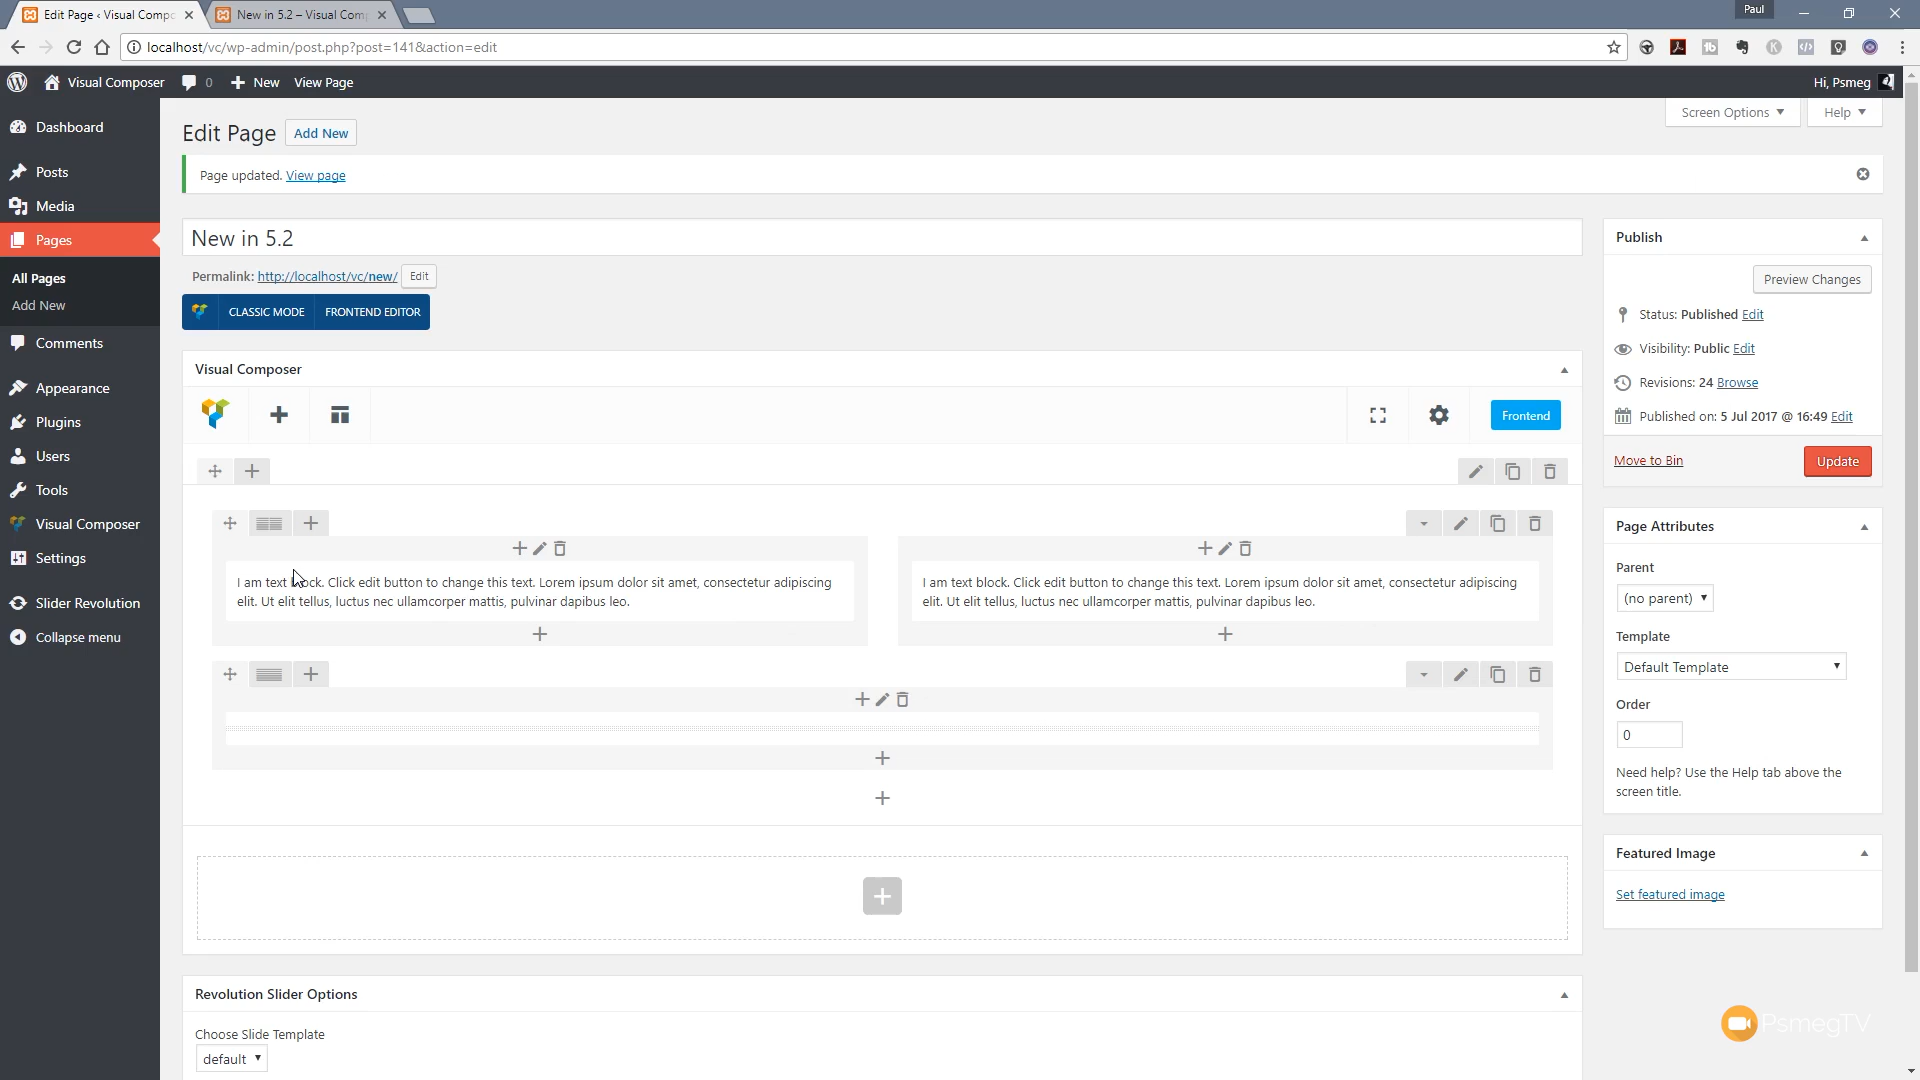 Edit Page ‹ Visual Compo
New in 5.2 – Visual Comp
Paul
localhost/vc/wp-admin/post.php?post=141&action=edit
Visual Composer
0
New
View Page
Hi, Psmeg
Dashboard
Posts
Media
Pages
All Pages
Add New
Comments
Appearance
Plugins
Users
Tools
Visual Composer
Settings
Slider Revolution
Collapse menu
Screen Options
Help
Edit Page
Add New
Page updated. View page
New in 5.2
Permalink: http://localhost/vc/new/
Edit
CLASSIC MODE
FRONTEND EDITOR
Visual Composer
Frontend
I am text block. Click edit button to change this text. Lorem ipsum dolor sit amet, consectetur adipiscing
elit. Ut elit tellus, luctus nec ullamcorper mattis, pulvinar dapibus leo.
I am text block. Click edit button to change this text. Lorem ipsum dolor sit amet, consectetur adipiscing
elit. Ut elit tellus, luctus nec ullamcorper mattis, pulvinar dapibus leo.
Revolution Slider Options
Choose Slide Template
default
Publish
Preview Changes
Status: Published Edit
Visibility: Public Edit
Revisions: 24 Browse
Published on: 5 Jul 2017 @ 16:49 Edit
Move to Bin
Update
Page Attributes
Parent
(no parent)
Template
Default Template
Order
0
Need help? Use the Help tab above the
screen title.
Featured Image
Set featured image
PsmegTV